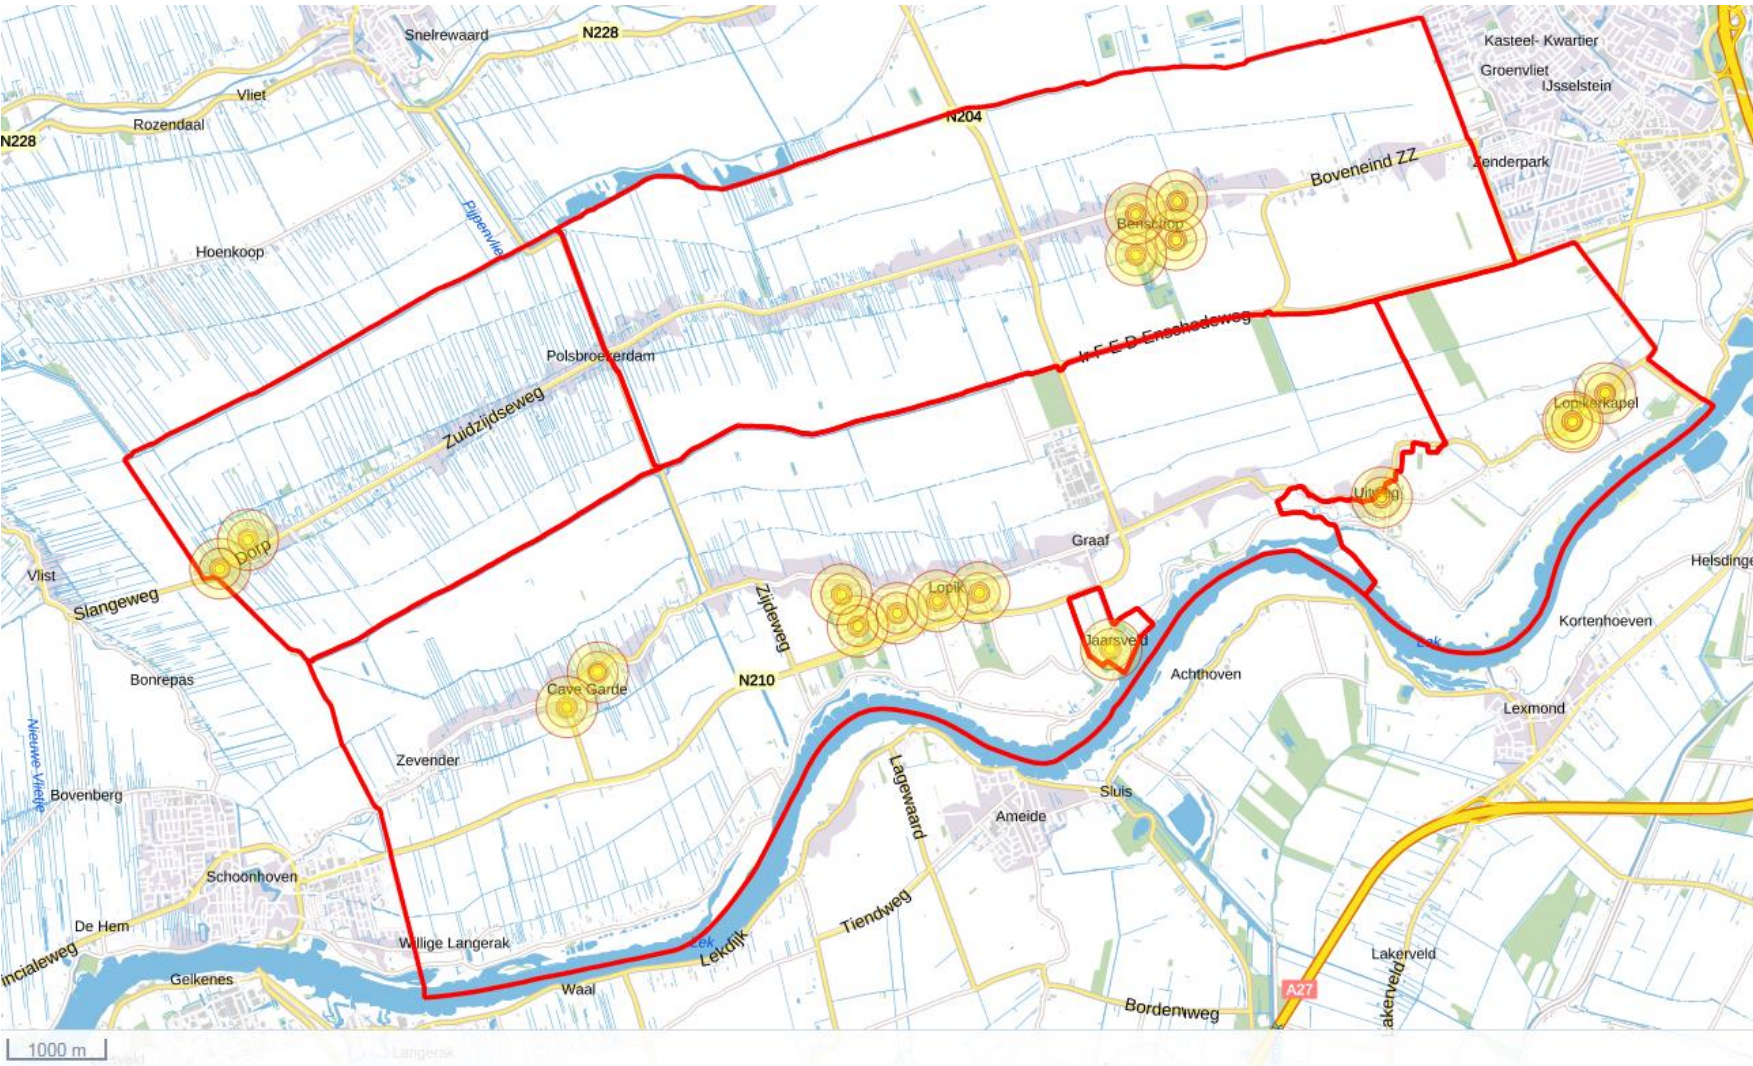 Snelrewaard
N228
Kasteel- Kwartier
Groenvliet
IJsselstein
Vliet
Rozendaal
N228
N204
Boveneind ZZ
Zenderpark
Pijpenvliet
Benschop
Hoenkoop
Ir F E D Enschedeweg
Polsbroekerdam
Zuidzijdseweg
Lopikerkapel
Uitweg
Dorp
Graaf
Vlist
Slangeweg
Helsdinge
Lopik
Zijdeweg
Kortenhoeven
Jaarsveld
Lek
Achthoven
Bonrepas
N210
Cave Garde
Lexmond
Nieuwe Vlietje
Zevender
Lagewaard
Sluis
Bovenberg
Ameide
Schoonhoven
Tiendweg
De Hem
Willige Langerak
Lek
Lekdijk
incialeweg
Lakerveld
Gelkenes
Waal
A27
akerveld
Bordenweg
1000 m
Langerak